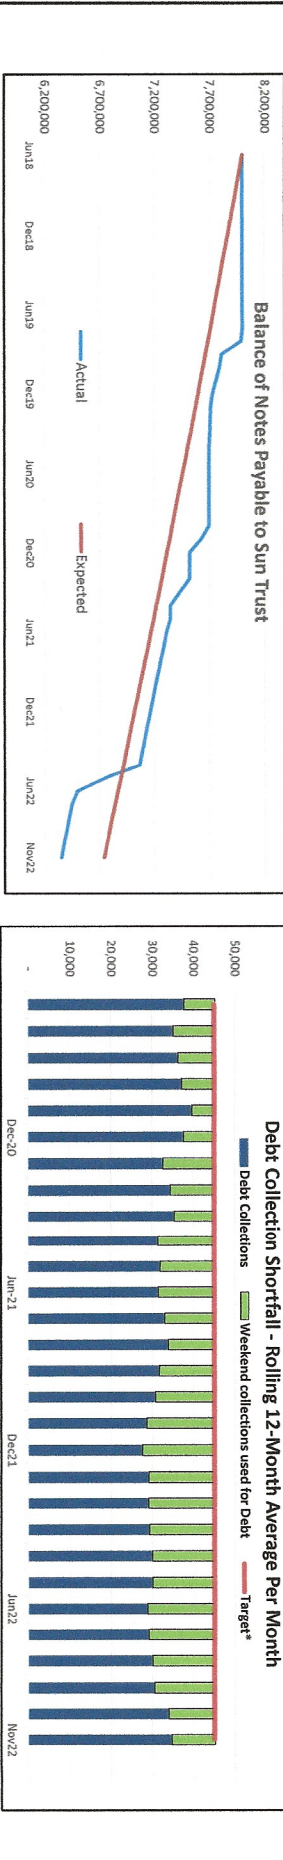 Balance of Notes Payable to Sun Trust
8,200,000
7,700,000
7,200,000
6,700,000
6,200,000
Jun18 Dec18 Jun19 Dec19 Jun20 Dec20 Jun21 Dec21 Jun22 Nov22
Actual Expected
Debt Collection Shortfall - Rolling 12-Month Average Per Month
Debt Collections Weekend collections used for Debt Target*
50,000
40,000
30,000
20,000
10,000
-
Dec-20 Jun-21 Dec21 Jun22 Nov22